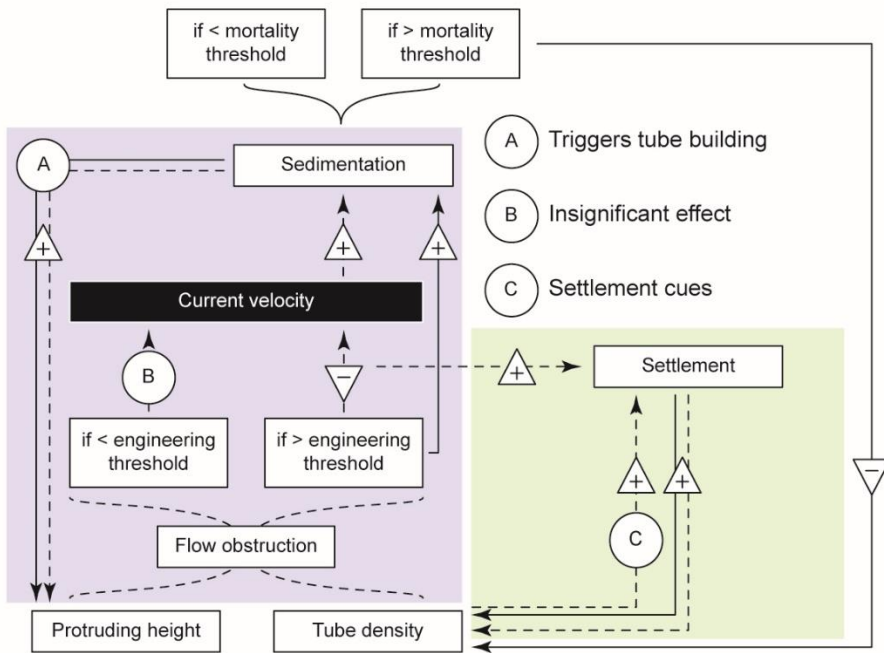 if < mortality
threshold
if > mortality
threshold
A
Sedimentation
A
Triggers tube building
B
Insignificant effect
+
+
+
C
Settlement cues
Current velocity
B
−
+
Settlement
if < engineering
threshold
if > engineering
threshold
+
+
−
C
Flow obstruction
Protruding height
Tube density